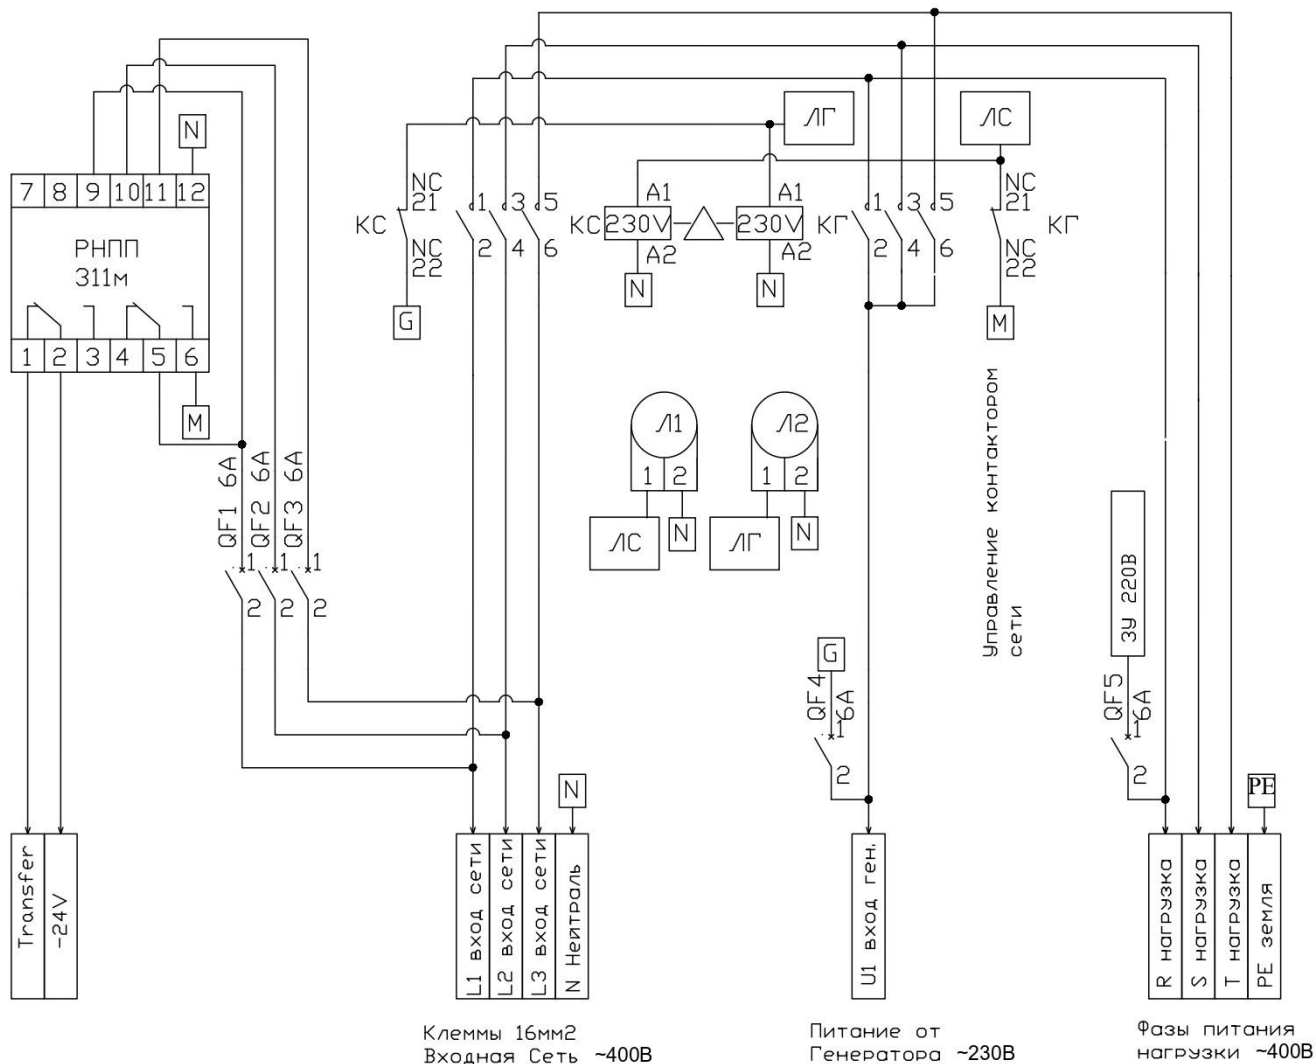 N
7 8 9 10 11 12
РНПП
311м
1 2 3 4 5 6
M
QF1 6A
QF2 6A
QF3 6A
1 1 1
2 2 2
ЛГ
ЛС
КС
NC
21
NC
22
G
1 3 5
2 4 6
КС
A1
230V
A2
N
A1
230V
A2
N
КГ
1 3 5
2 4 6
NC
21
NC
22
КГ
M
Управление контактором
сети
Л1
1 2
ЛС
N
Л2
1 2
ЛГ
N
G
QF4
6A
1
2
ЗУ 220В
QF5
6A
1
2
N
PE
Transfer
-24V
L1 вход сети
L2 вход сети
L3 вход сети
N Нейтраль
U1 вход ген.
R нагрузка
S нагрузка
T нагрузка
PE земля
Клеммы 16мм2
Входная Сеть ~400В
Питание от
Генератора ~230В
Фазы питания
нагрузки ~400В